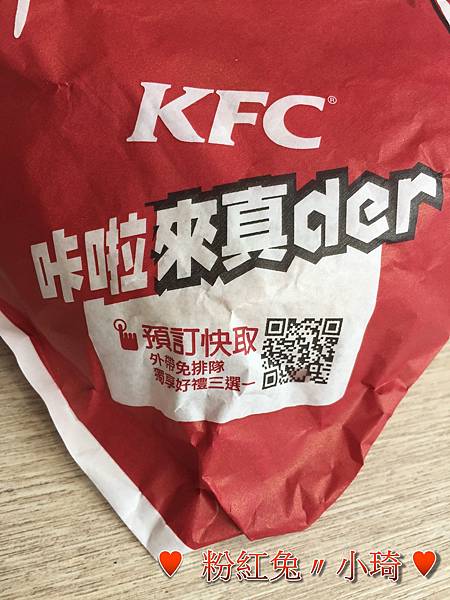 KFC®
咔啦來真der
預訂快取
外帶免排隊
獨享好禮三選一
♥ 粉紅兔〃小琦 ♥